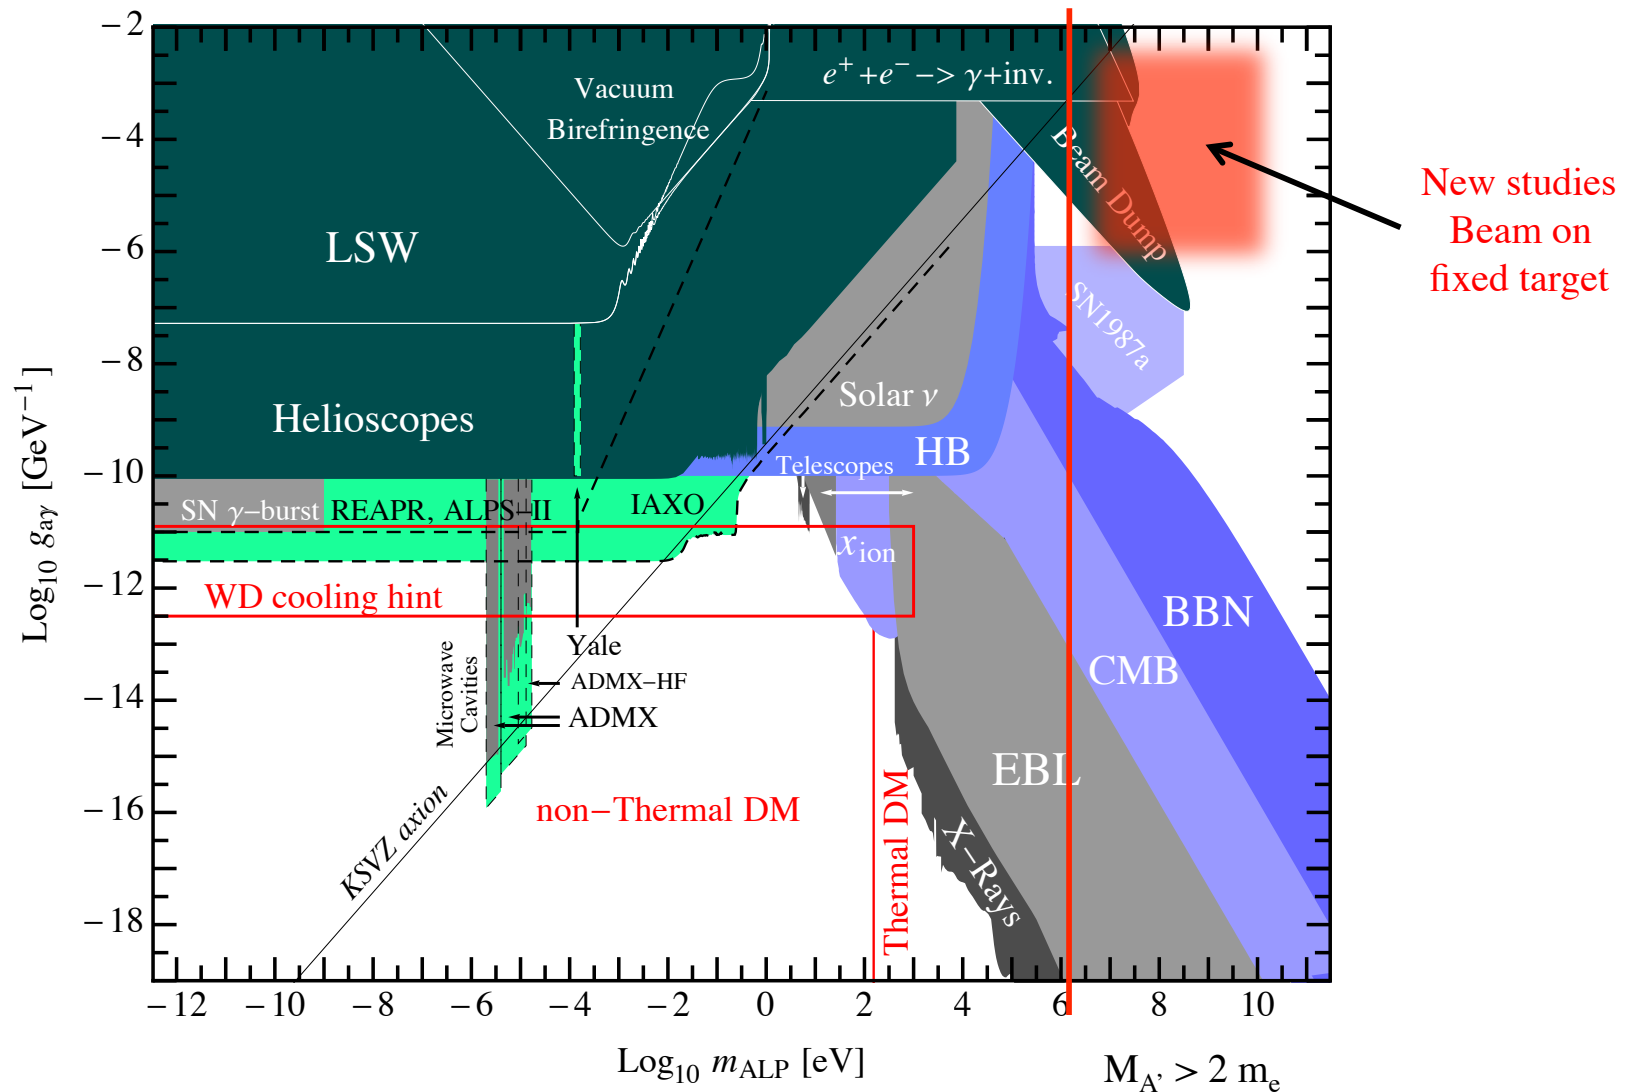 Log₁₀ gₐγ [GeV⁻¹]
−2
−4
−6
−8
−10
−12
−14
−16
−18
Vacuum
Birefringence
e⁺+e⁻−> γ+inv.
Beam Dump
New studies
Beam on
fixed target
LSW
SN1987a
Helioscopes
Solar ν
HB
Telescopes
SN γ−burst
REAPR, ALPS−II
IAXO
x_ion
WD cooling hint
BBN
Yale
CMB
Microwave
Cavities
ADMX−HF
ADMX
EBL
non−Thermal DM
Thermal DM
X−Rays
KSVZ axion
−12 −10 −8 −6 −4 −2 0 2 4 6 8 10
Log₁₀ m_ALP [eV]
M_A’ > 2 mₑ